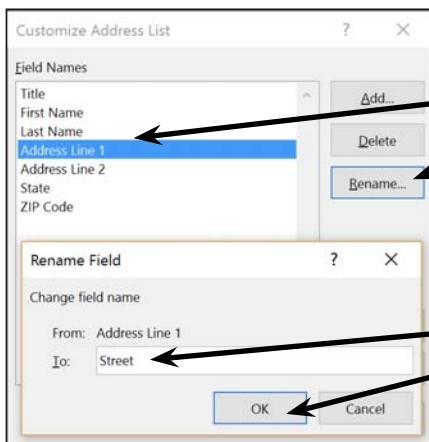 Customize Address List ? ×
Field Names
Title
First Name
Last Name
Address Line 1
Address Line 2
State
ZIP Code
Add...
Delete
Rename...
Rename Field ? ×
Change field name
From: Address Line 1
To: Street
OK Cancel